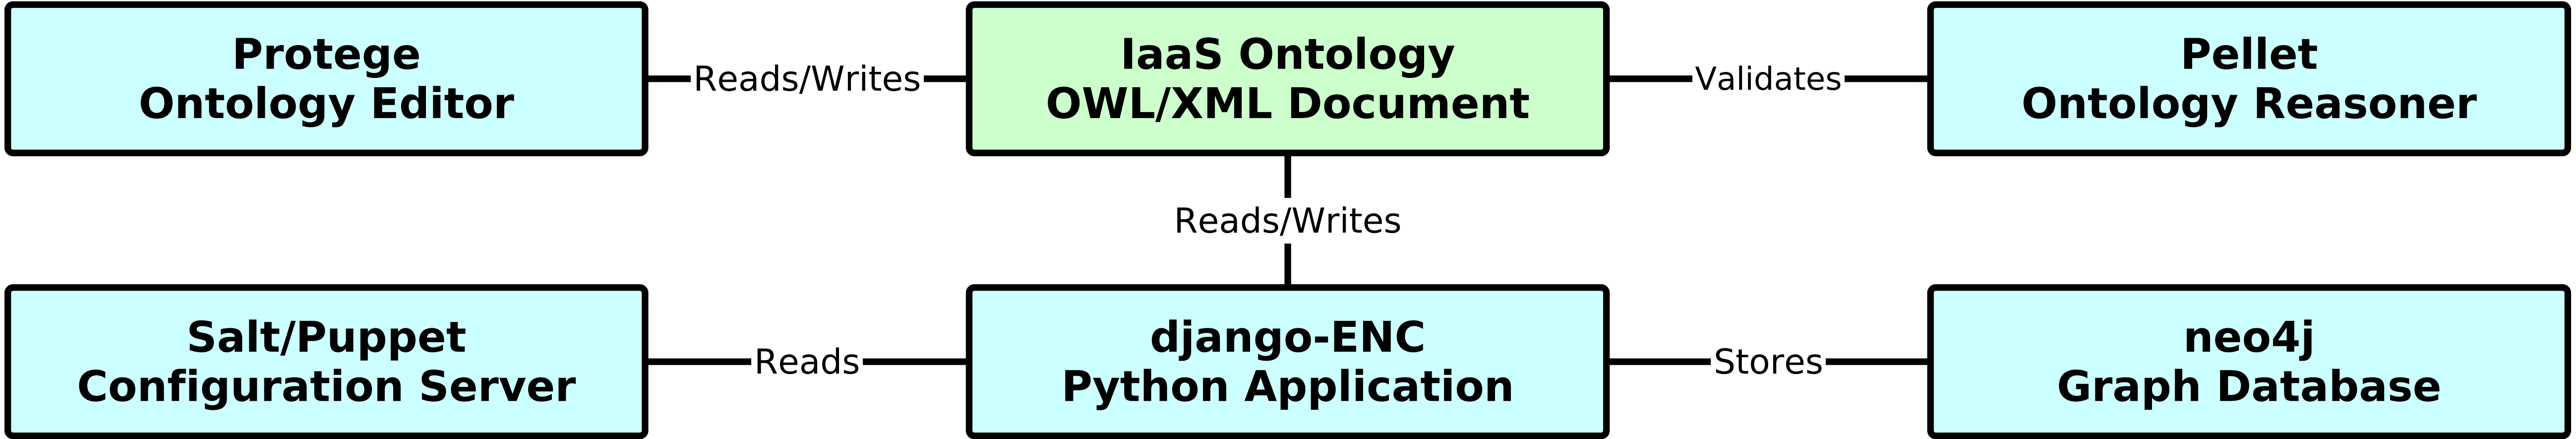 Protege
Ontology Editor
Reads/Writes
IaaS Ontology
OWL/XML Document
Validates
Pellet
Ontology Reasoner
Reads/Writes
Salt/Puppet
Configuration Server
Reads
django-ENC
Python Application
Stores
neo4j
Graph Database